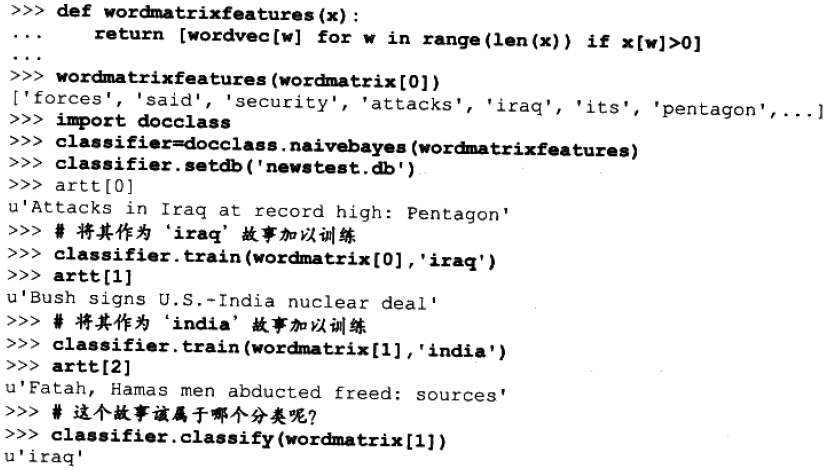 >>> def wordmatrixfeatures(x):
...     return [wordvec[w] for w in range(len(x)) if x[w]>0]
...
>>> wordmatrixfeatures(wordmatrix[0])
['forces', 'said', 'security', 'attacks', 'iraq', 'its', 'pentagon',...]
>>> import docclass
>>> classifier=docclass.naivebayes(wordmatrixfeatures)
>>> classifier.setdb('newstest.db')
>>> artt[0]
u'Attacks in Iraq at record high: Pentagon'
>>> # 将其作为‘iraq’故事加以训练
>>> classifier.train(wordmatrix[0],'iraq')
>>> artt[1]
u'Bush signs U.S.-India nuclear deal'
>>> # 将其作为‘india’故事加以训练
>>> classifier.train(wordmatrix[1],'india')
>>> artt[2]
u'Fatah, Hamas men abducted freed: sources'
>>> # 这个故事该属于哪个分类呢?
>>> classifier.classify(wordmatrix[1])
u'iraq'